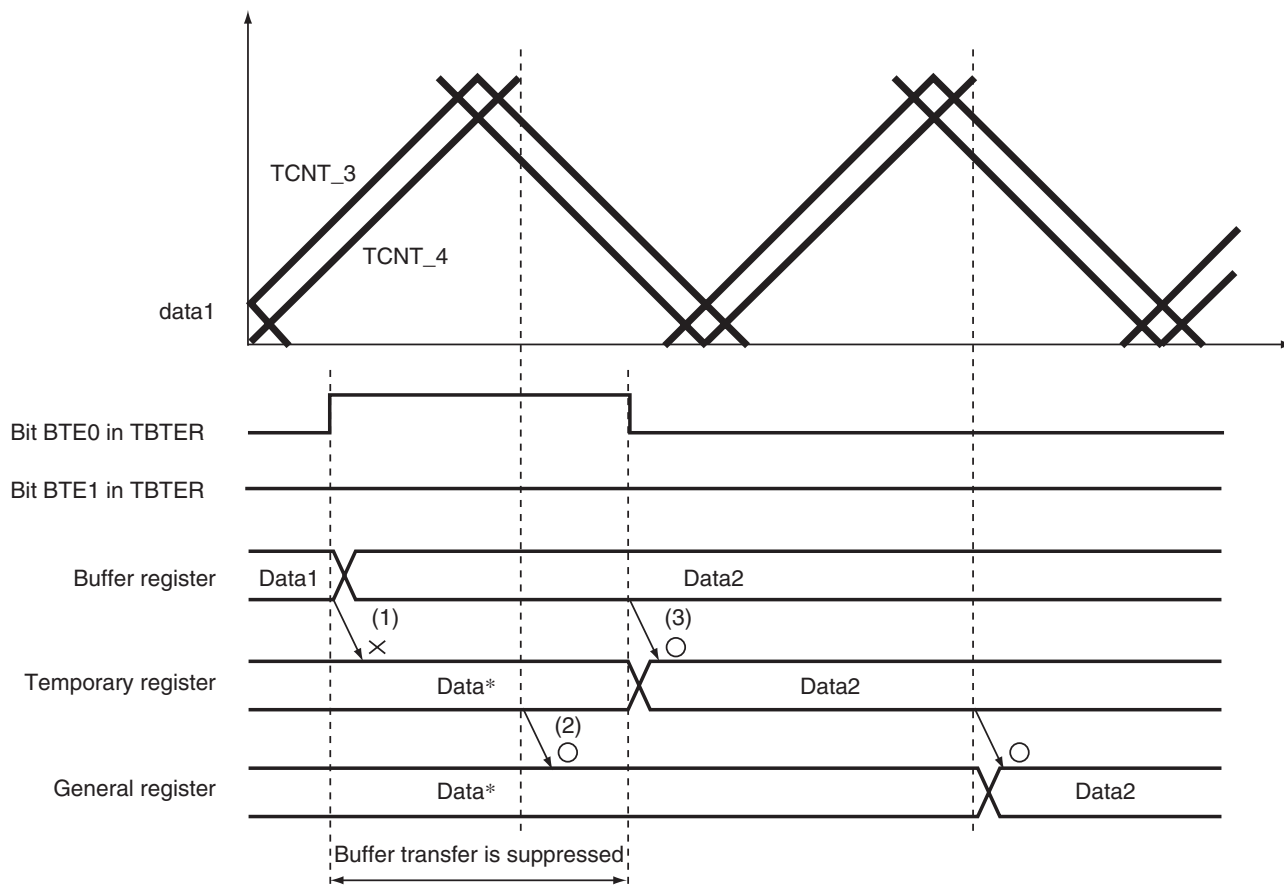 TCNT_3
TCNT_4
data1
Bit BTE0 in TBTER
Bit BTE1 in TBTER
Buffer register
Data1
Data2
(1)
(3)
Temporary register
Data*
Data2
(2)
General register
Data*
Data2
Buffer transfer is suppressed